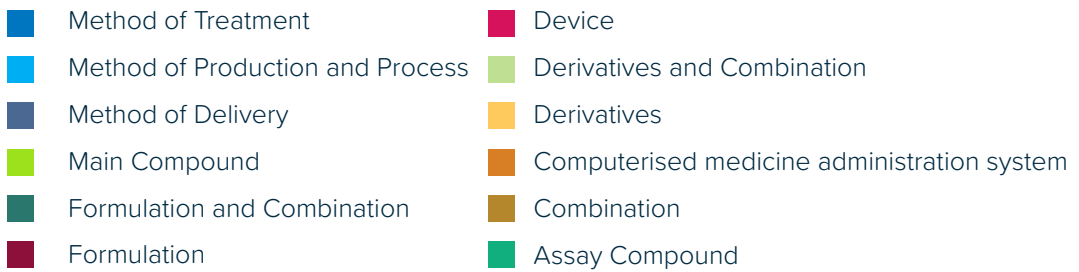 Method of Treatment
Method of Production and Process
Method of Delivery
Main Compound
Formulation and Combination
Formulation
Device
Derivatives and Combination
Derivatives
Computerised medicine administration system
Combination
Assay Compound